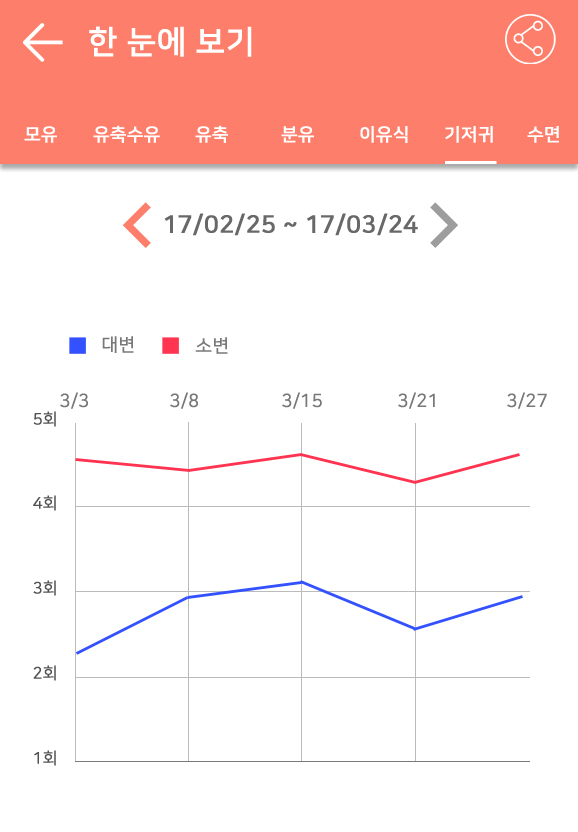 한 눈에 보기
모유 유축수유 유축 분유 이유식 기저귀 수면
17/02/25 ~ 17/03/24
대변 소변
3/3 3/8 3/15 3/21 3/27
5회
4회
3회
2회
1회